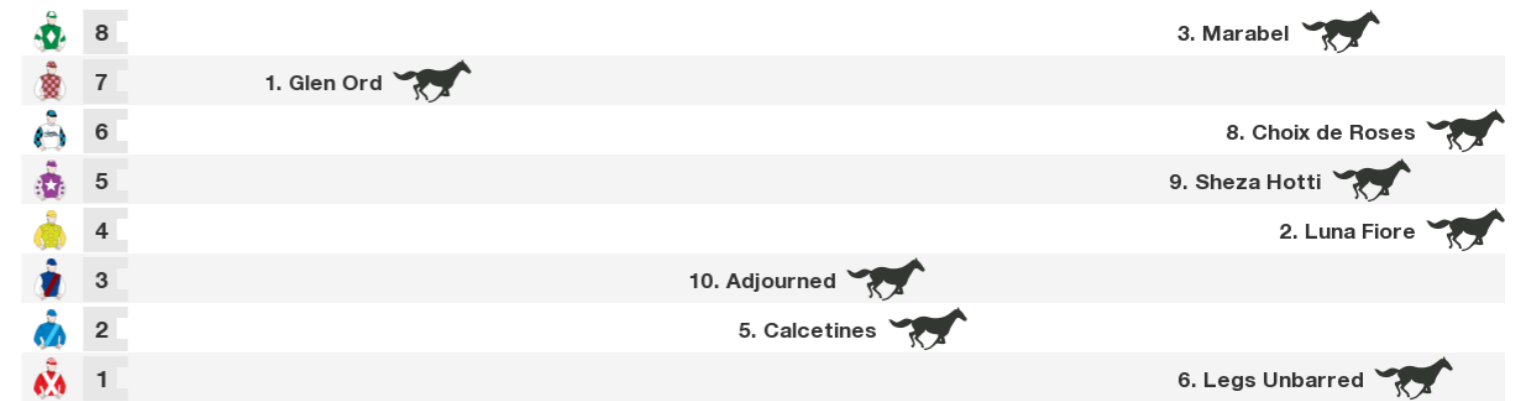 8 3. Marabel
7 1. Glen Ord
6 8. Choix de Roses
5 9. Sheza Hotti
4 2. Luna Fiore
3 10. Adjourned
2 5. Calcetines
1 6. Legs Unbarred